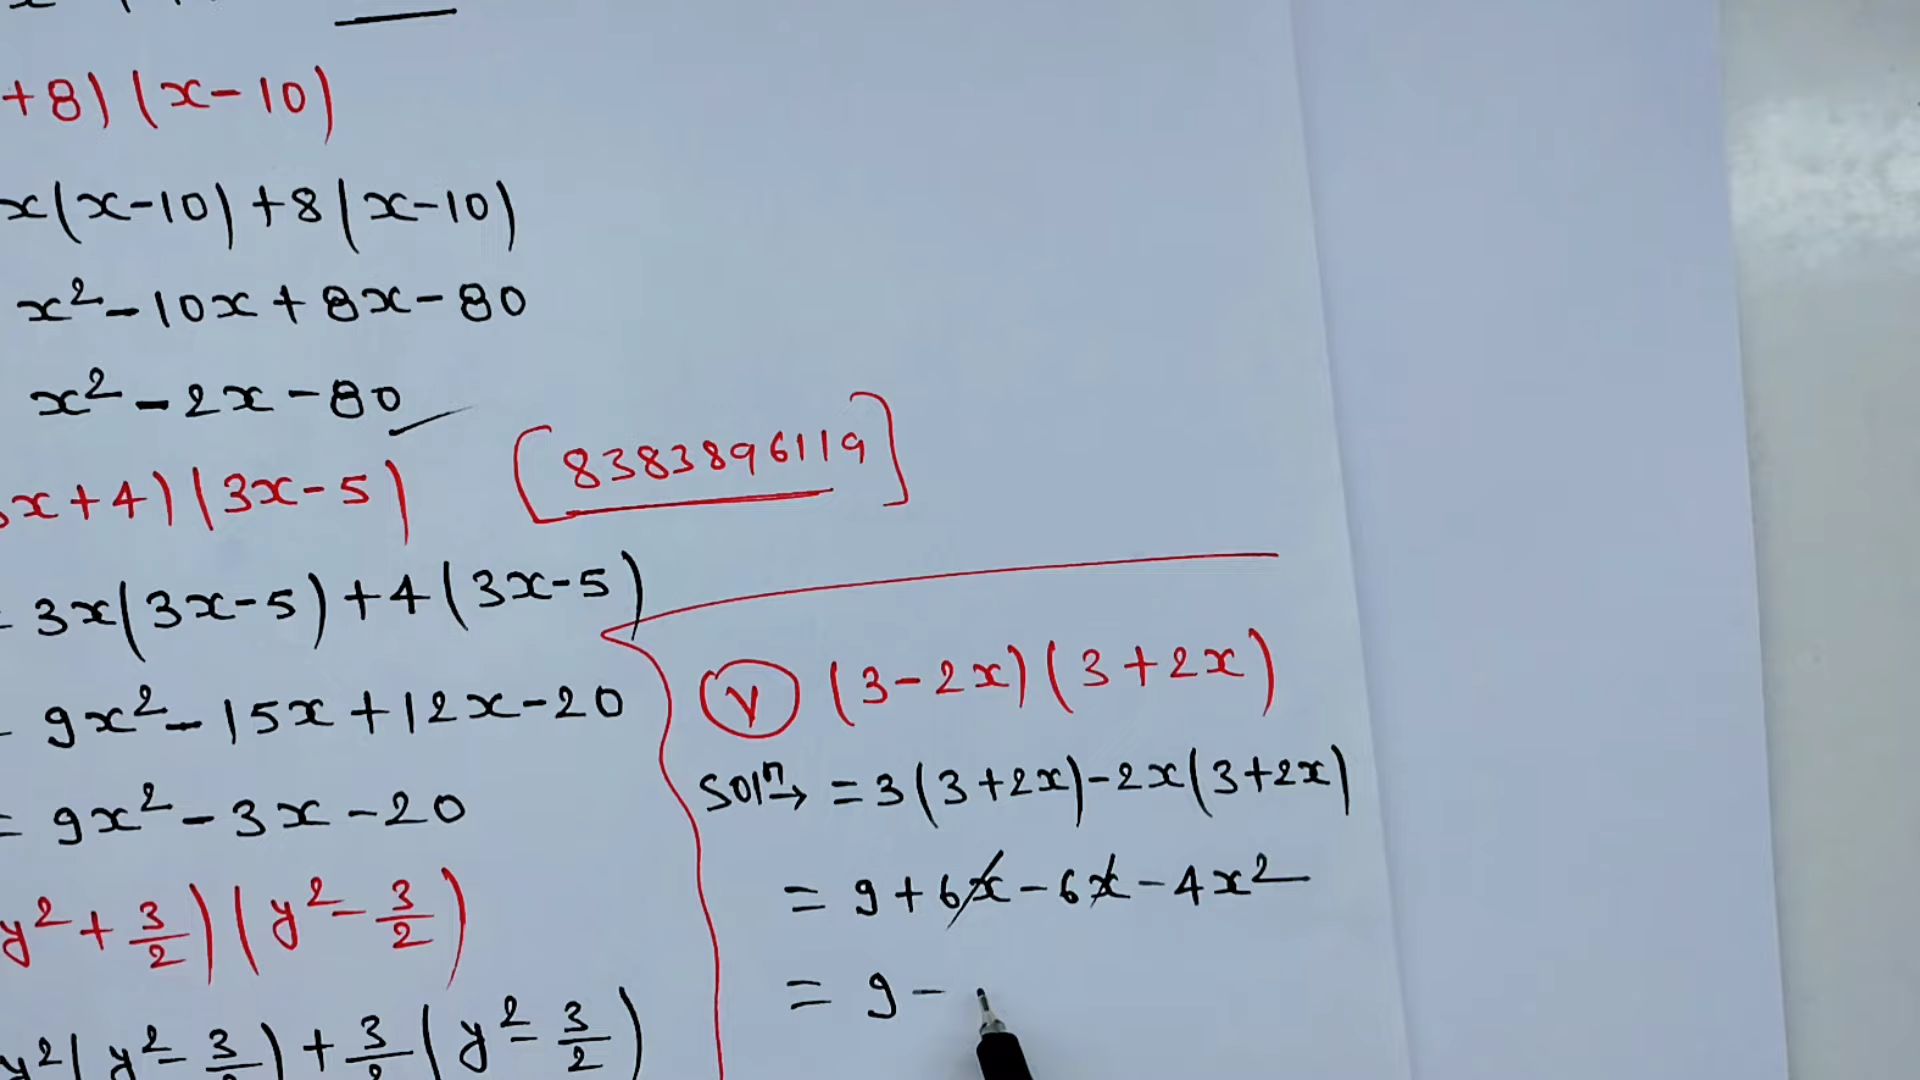 +8) (x-10)
x(x-10)+8(x-10)
x²-10x+8x-80
x²-2x-80
x+4)(3x-5)
[8383896119]
3x(3x-5)+4(3x-5)
9x²-15x+12x-20
= 9x²-3x-20
y²+3/2)(y²-3/2)
y²(y²-3/2)+3/2(y²-3/2)
(v) (3-2x)(3+2x)
Solⁿ→ =3(3+2x)-2x(3+2x)
= 9+6x-6x-4x²
= 9-